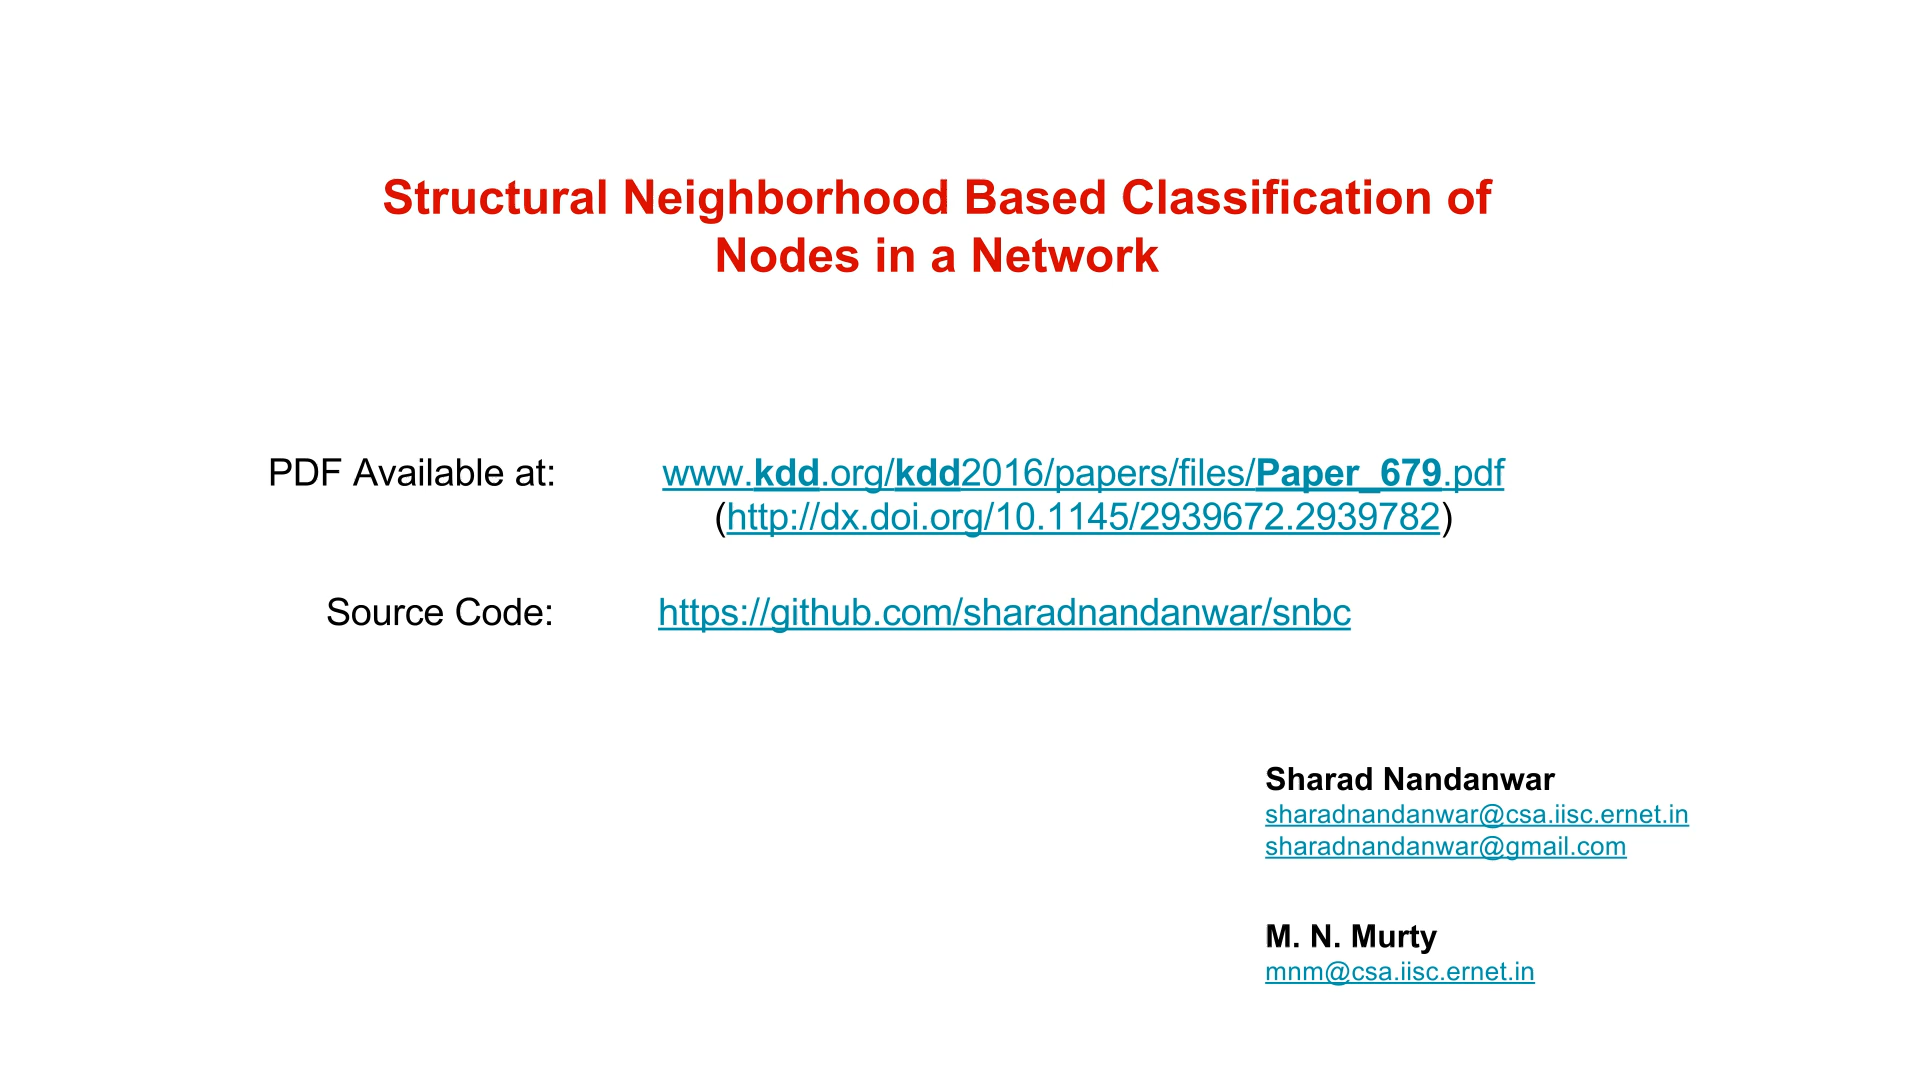 Structural Neighborhood Based Classification of
Nodes in a Network
PDF Available at: www.kdd.org/kdd2016/papers/files/Paper_679.pdf
(http://dx.doi.org/10.1145/2939672.2939782)
Source Code: https://github.com/sharadnandanwar/snbc
Sharad Nandanwar
sharadnandanwar@csa.iisc.ernet.in
sharadnandanwar@gmail.com
M. N. Murty
mnm@csa.iisc.ernet.in